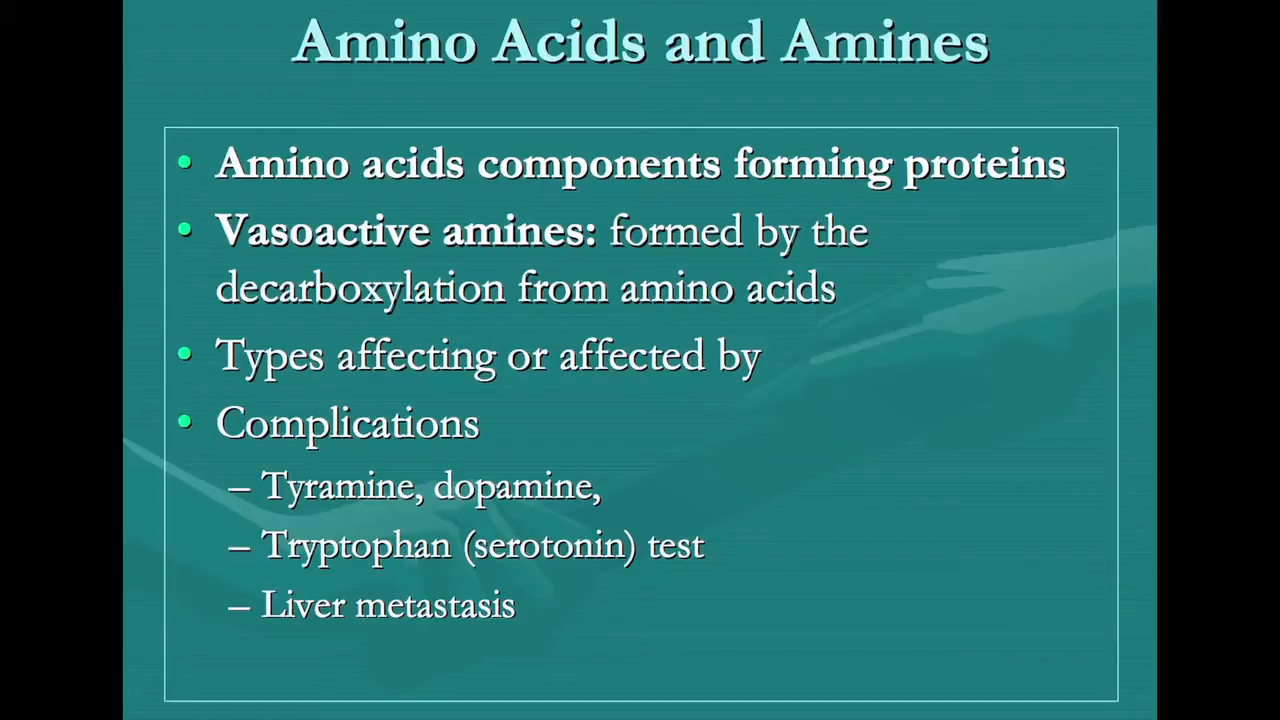 Amino Acids and Amines
• Amino acids components forming proteins
• Vasoactive amines: formed by the
decarboxylation from amino acids
• Types affecting or affected by
• Complications
– Tyramine, dopamine,
– Tryptophan (serotonin) test
– Liver metastasis